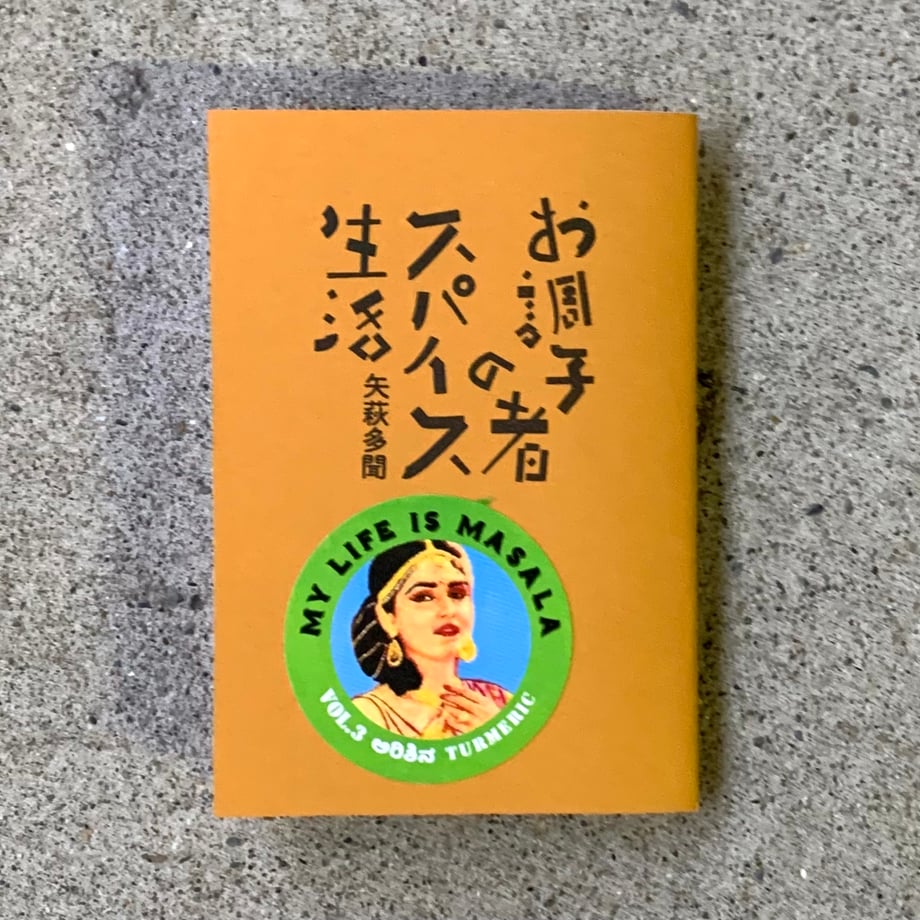 お調子者の
スパイス
生活
矢萩多聞
MY LIFE IS MASALA
VOL.3 ಅರಿಶಿನ TURMERIC